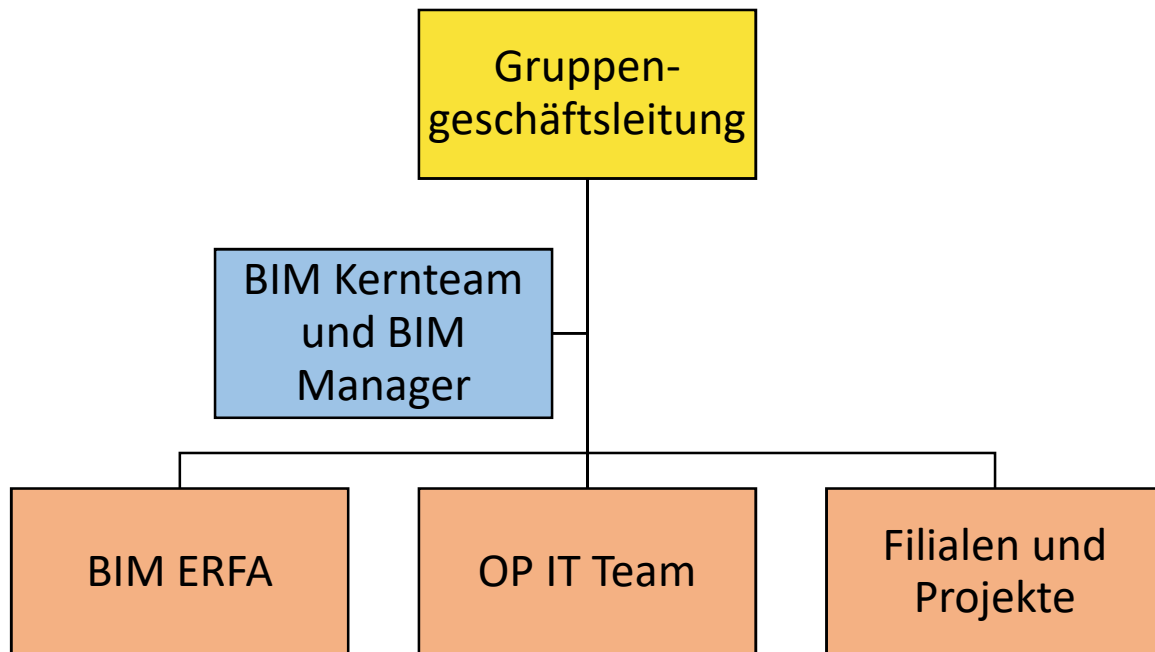 Gruppen-
geschäftsleitung
BIM Kernteam
und BIM
Manager
BIM ERFA
OP IT Team
Filialen und
Projekte